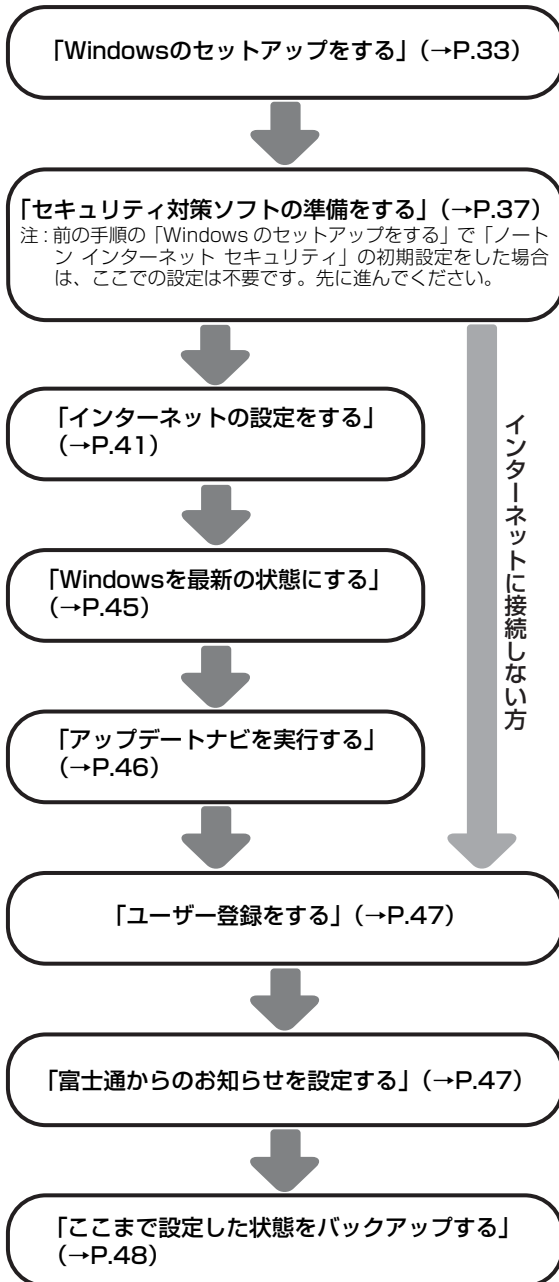 「Windowsのセットアップをする」（→P.33）
「セキュリティ対策ソフトの準備をする」（→P.37）
注：前の手順の「Windows のセットアップをする」で「ノート
ン インターネット セキュリティ」の初期設定をした場合
は、ここでの設定は不要です。先に進んでください。
「インターネットの設定をする」
（→P.41）
「Windowsを最新の状態にする」
（→P.45）
「アップデートナビを実行する」
（→P.46）
インターネットに接続しない方
「ユーザー登録をする」（→P.47）
「富士通からのお知らせを設定する」（→P.47）
「ここまで設定した状態をバックアップする」
（→P.48）